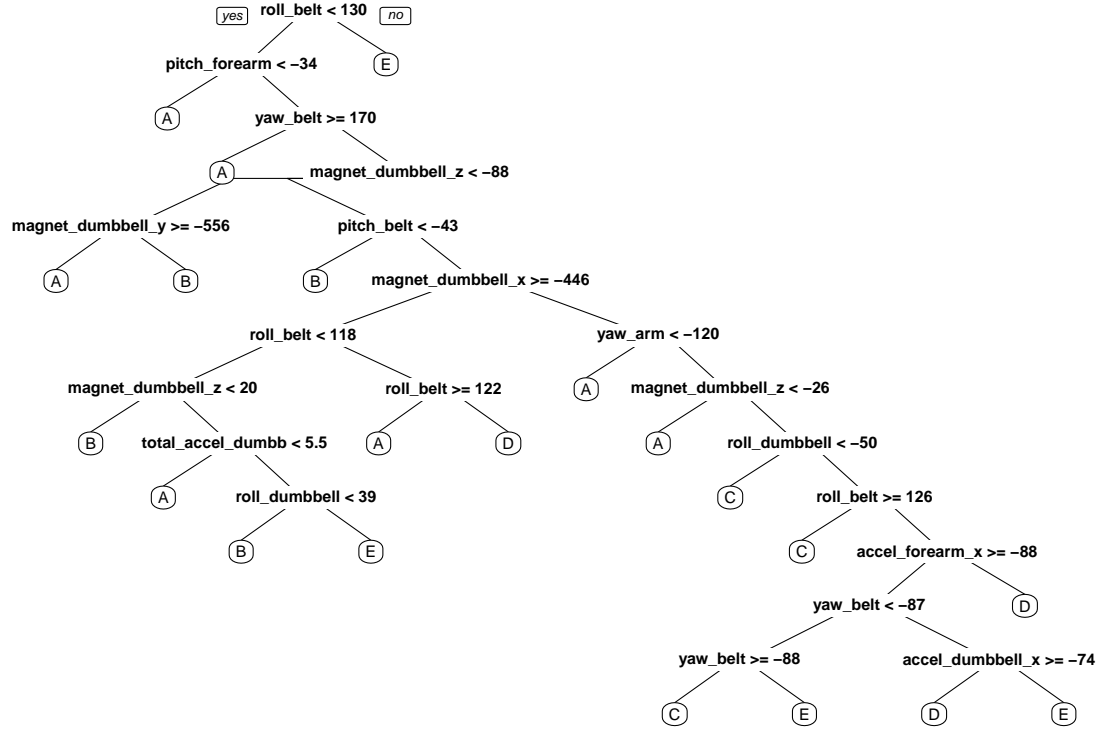 yes roll_belt < 130 no
pitch_forearm < −34 E
A yaw_belt >= 170
A magnet_dumbbell_z < −88
magnet_dumbbell_y >= −556 pitch_belt < −43
A B B magnet_dumbbell_x >= −446
roll_belt < 118 yaw_arm < −120
magnet_dumbbell_z < 20 roll_belt >= 122 A magnet_dumbbell_z < −26
B total_accel_dumbb < 5.5 A D A roll_dumbbell < −50
A roll_dumbbell < 39 C roll_belt >= 126
B E C accel_forearm_x >= −88
yaw_belt < −87 D
yaw_belt >= −88 accel_dumbbell_x >= −74
C E D E